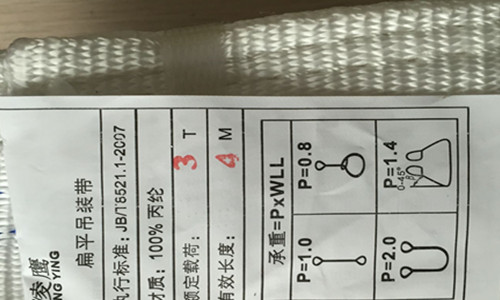 凌鹰
NG YING
扁平吊装带
执行标准: JB/T8521.1-2007
材质: 100% 丙纶
额定载荷: 3 T
有效长度: 4 M
承重=PxWLL
P=1.0
P=0.8
P=2.0
P=1.4
0-45°
β